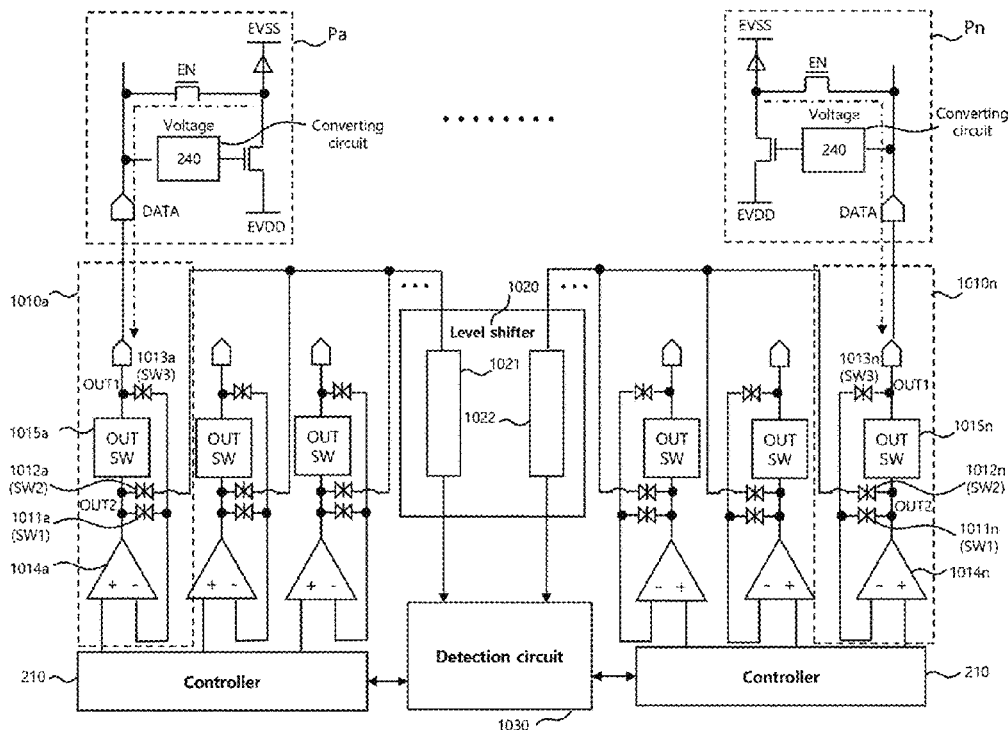 EVSS
Pa
EN
Voltage
Converting
circuit
240
DATA
EVDD
EVSS
Pn
EN
Voltage
Converting
circuit
240
EVDD
DATA
1010a
1020
1010n
Level shifter
1013a
(SW3)
OUT1
1021
1013n
(SW3)
OUT1
1015a
OUT
SW
OUT
SW
OUT
SW
1022
OUT
SW
OUT
SW
OUT
SW
1015n
1012a
(SW2)
OUT2
1011a
(SW1)
1012n
(SW2)
OUT2
1011n
(SW1)
1014a
+ -
+ -
+ -
- +
- +
- +
1014n
210
Controller
Detection circuit
Controller
210
1030